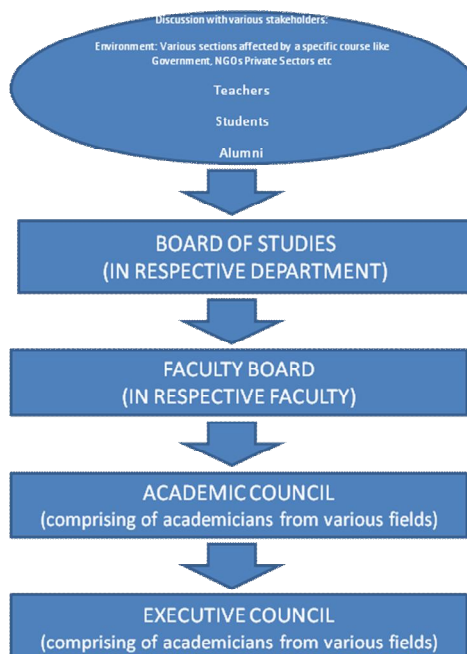 Discussion with various stakeholders:
Environment: Various sections affected by a specific course like
Government, NGOs Private Sectors etc
Teachers
Students
Alumni
BOARD OF STUDIES
(IN RESPECTIVE DEPARTMENT)
FACULTY BOARD
(IN RESPECTIVE FACULTY)
ACADEMIC COUNCIL
(comprising of academicians from various fields)
EXECUTIVE COUNCIL
(comprising of academicians from various fields)